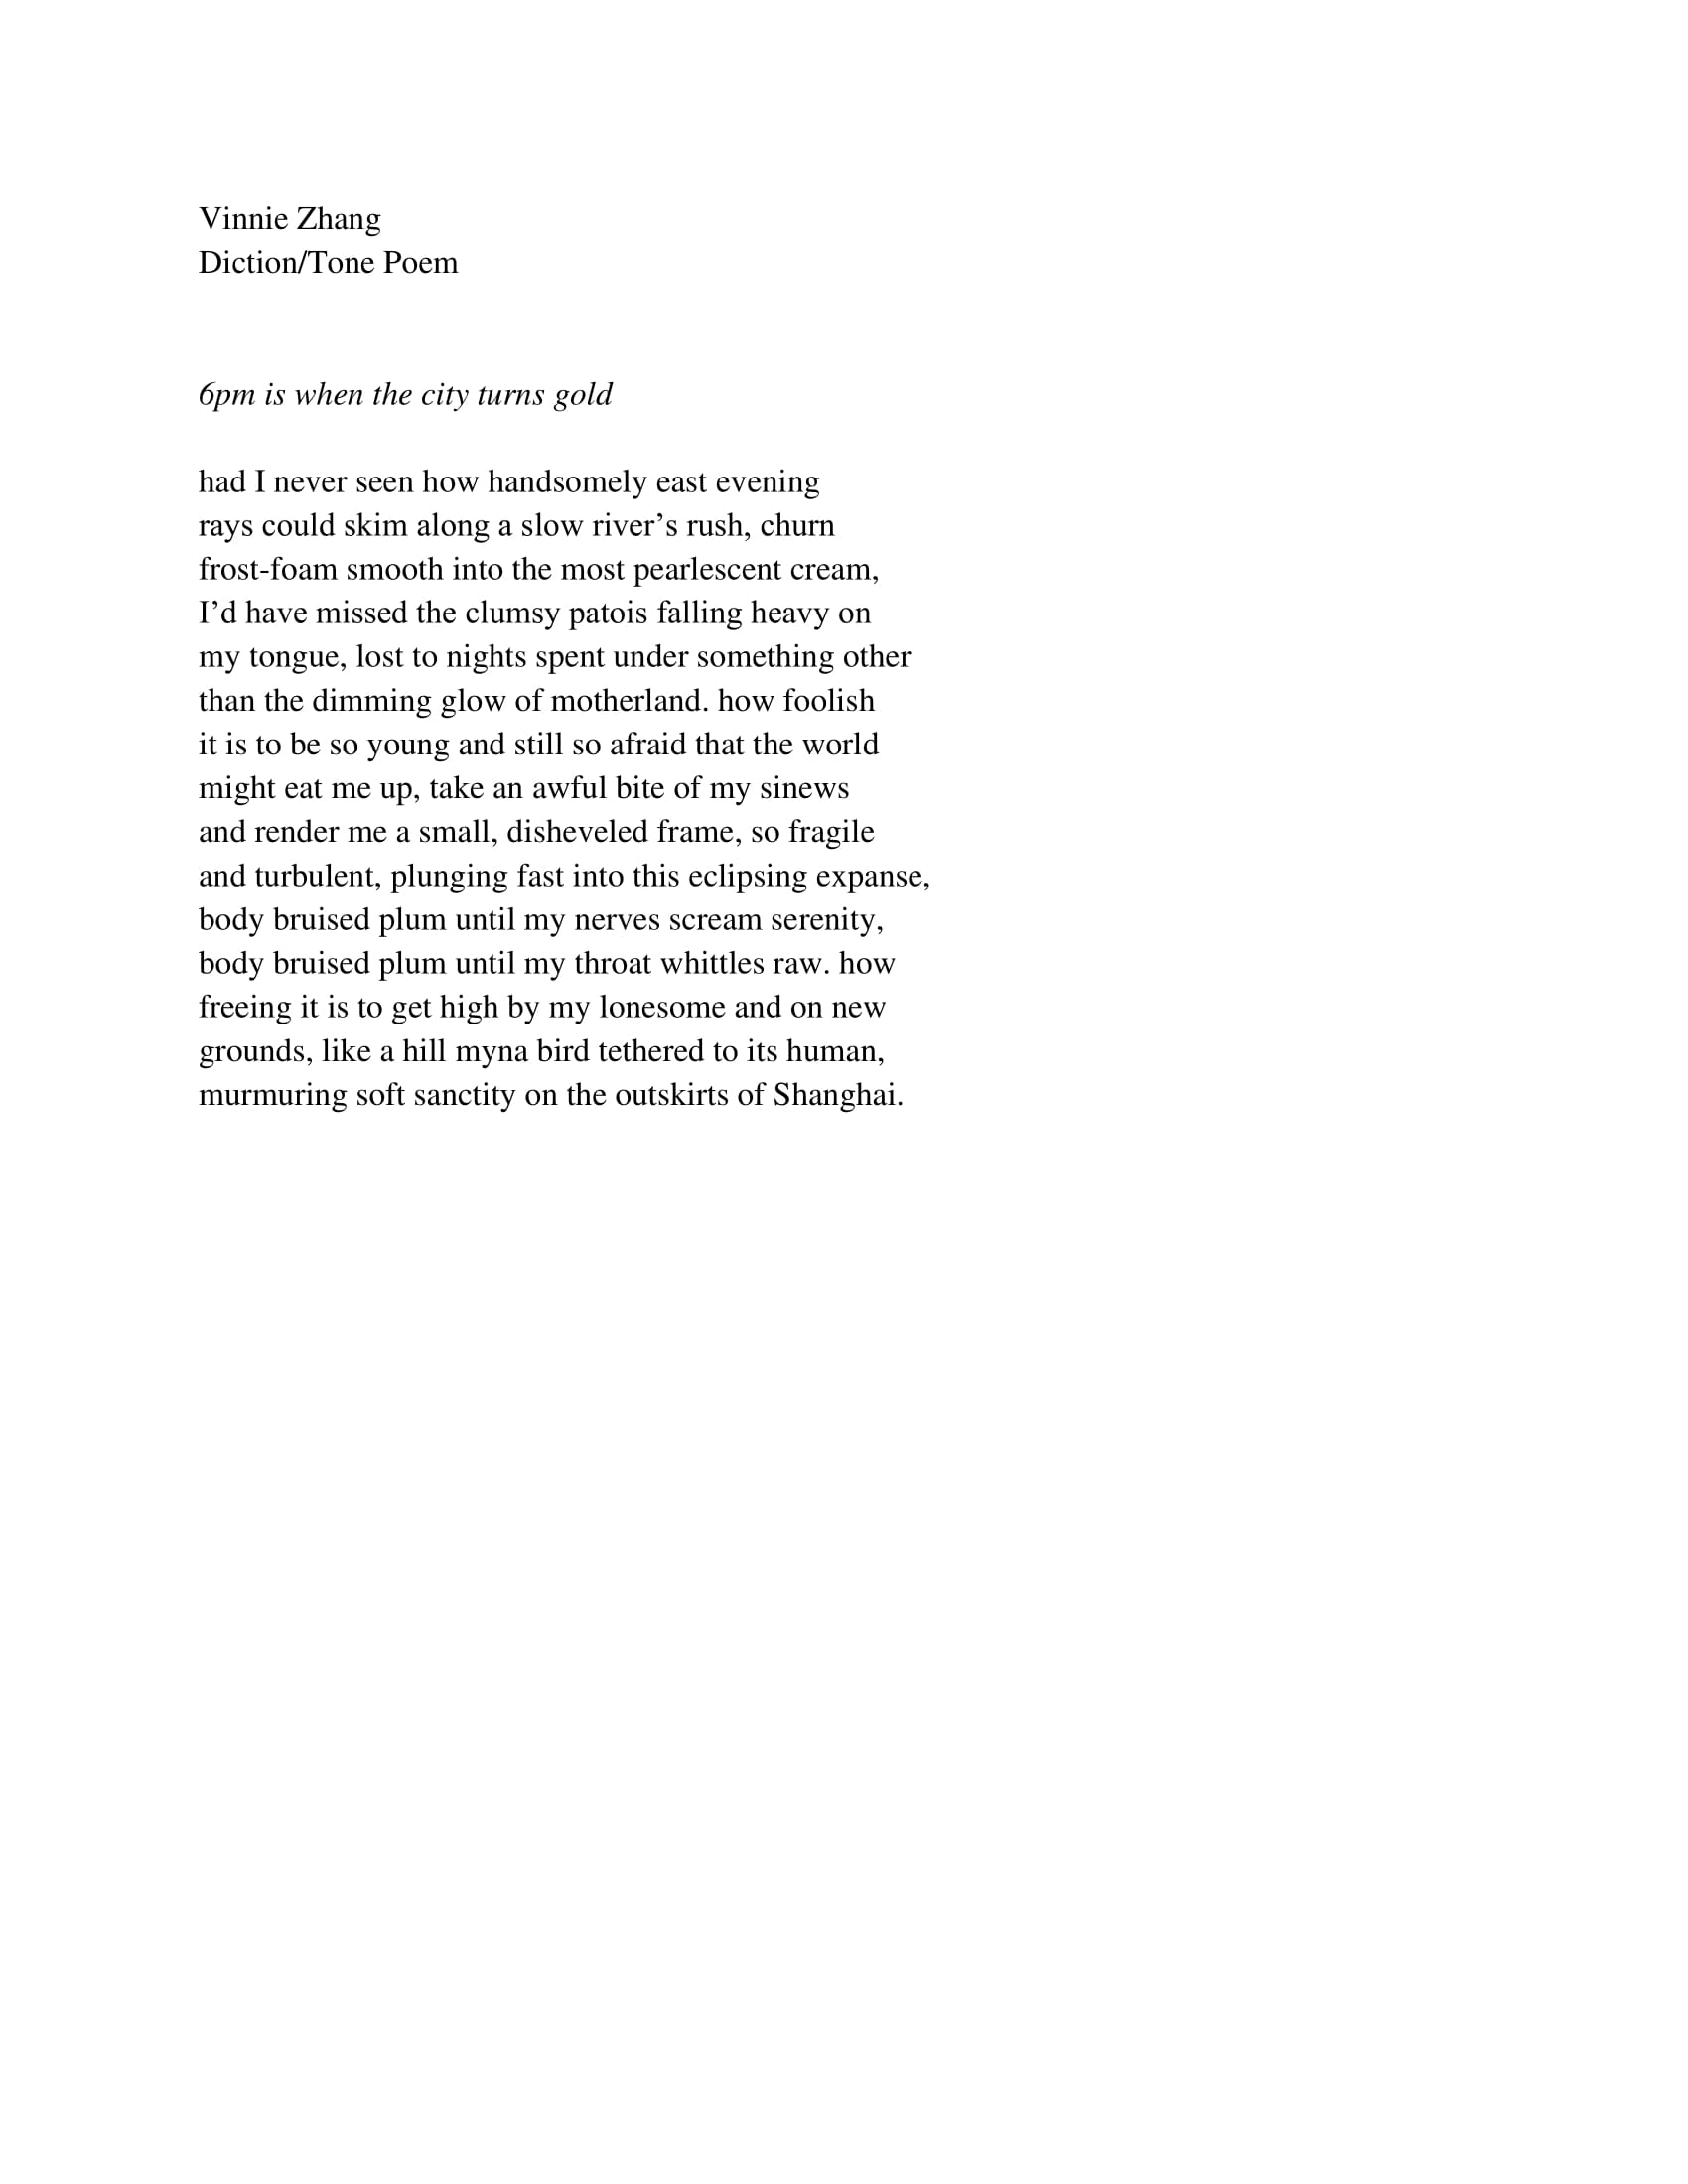 Vinnie Zhang
Diction/Tone Poem
6pm is when the city turns gold
had I never seen how handsomely east evening
rays could skim along a slow river’s rush, churn
frost-foam smooth into the most pearlescent cream,
I’d have missed the clumsy patois falling heavy on
my tongue, lost to nights spent under something other
than the dimming glow of motherland. how foolish
it is to be so young and still so afraid that the world
might eat me up, take an awful bite of my sinews
and render me a small, disheveled frame, so fragile
and turbulent, plunging fast into this eclipsing expanse,
body bruised plum until my nerves scream serenity,
body bruised plum until my throat whittles raw. how
freeing it is to get high by my lonesome and on new
grounds, like a hill myna bird tethered to its human,
murmuring soft sanctity on the outskirts of Shanghai.